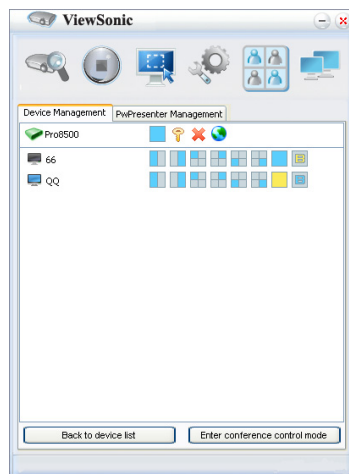 ViewSonic
Device Management PwPresenter Management
Pro8500
66
QQ
Back to device list Enter conference control mode